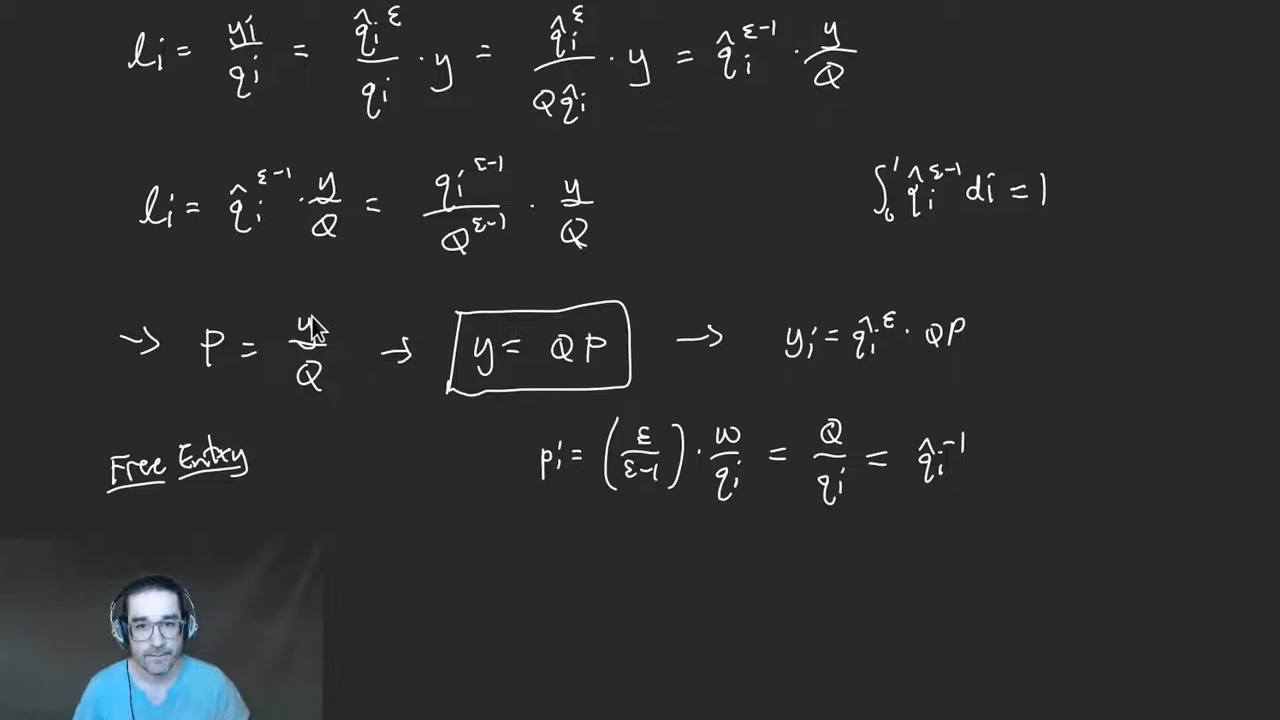 li = yi/qi = q̂i^ε/qi · y = q̂i^ε/(Q q̂i) · y = q̂i^(ε-1) · y/Q
li = q̂i^(ε-1) · y/Q = qi^(ε-1)/Q^(ε-1) · y/Q    ∫₀¹ q̂i^(ε-1) di = 1
→ P = y/Q → y = QP → yi = q̂i^ε · QP
Free Entry    pi = (ε/(ε-1)) · w/qi = Q/qi = q̂i^-1